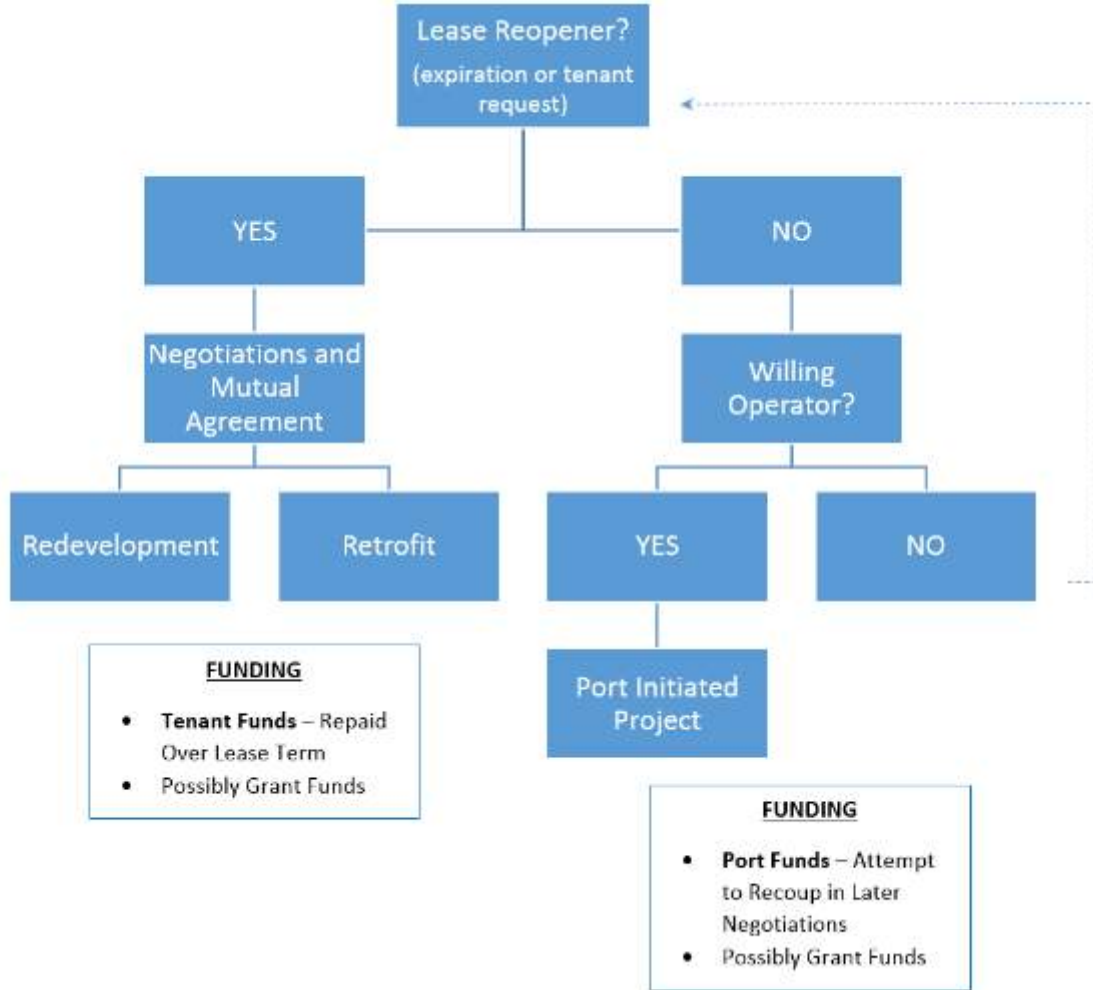 Lease Reopener?
(expiration or tenant
request)
YES
NO
Negotiations and
Mutual
Agreement
Willing
Operator?
Redevelopment
Retrofit
YES
NO
Port Initiated
Project
FUNDING
• Tenant Funds – Repaid
Over Lease Term
• Possibly Grant Funds
FUNDING
• Port Funds – Attempt
to Recoup in Later
Negotiations
• Possibly Grant Funds